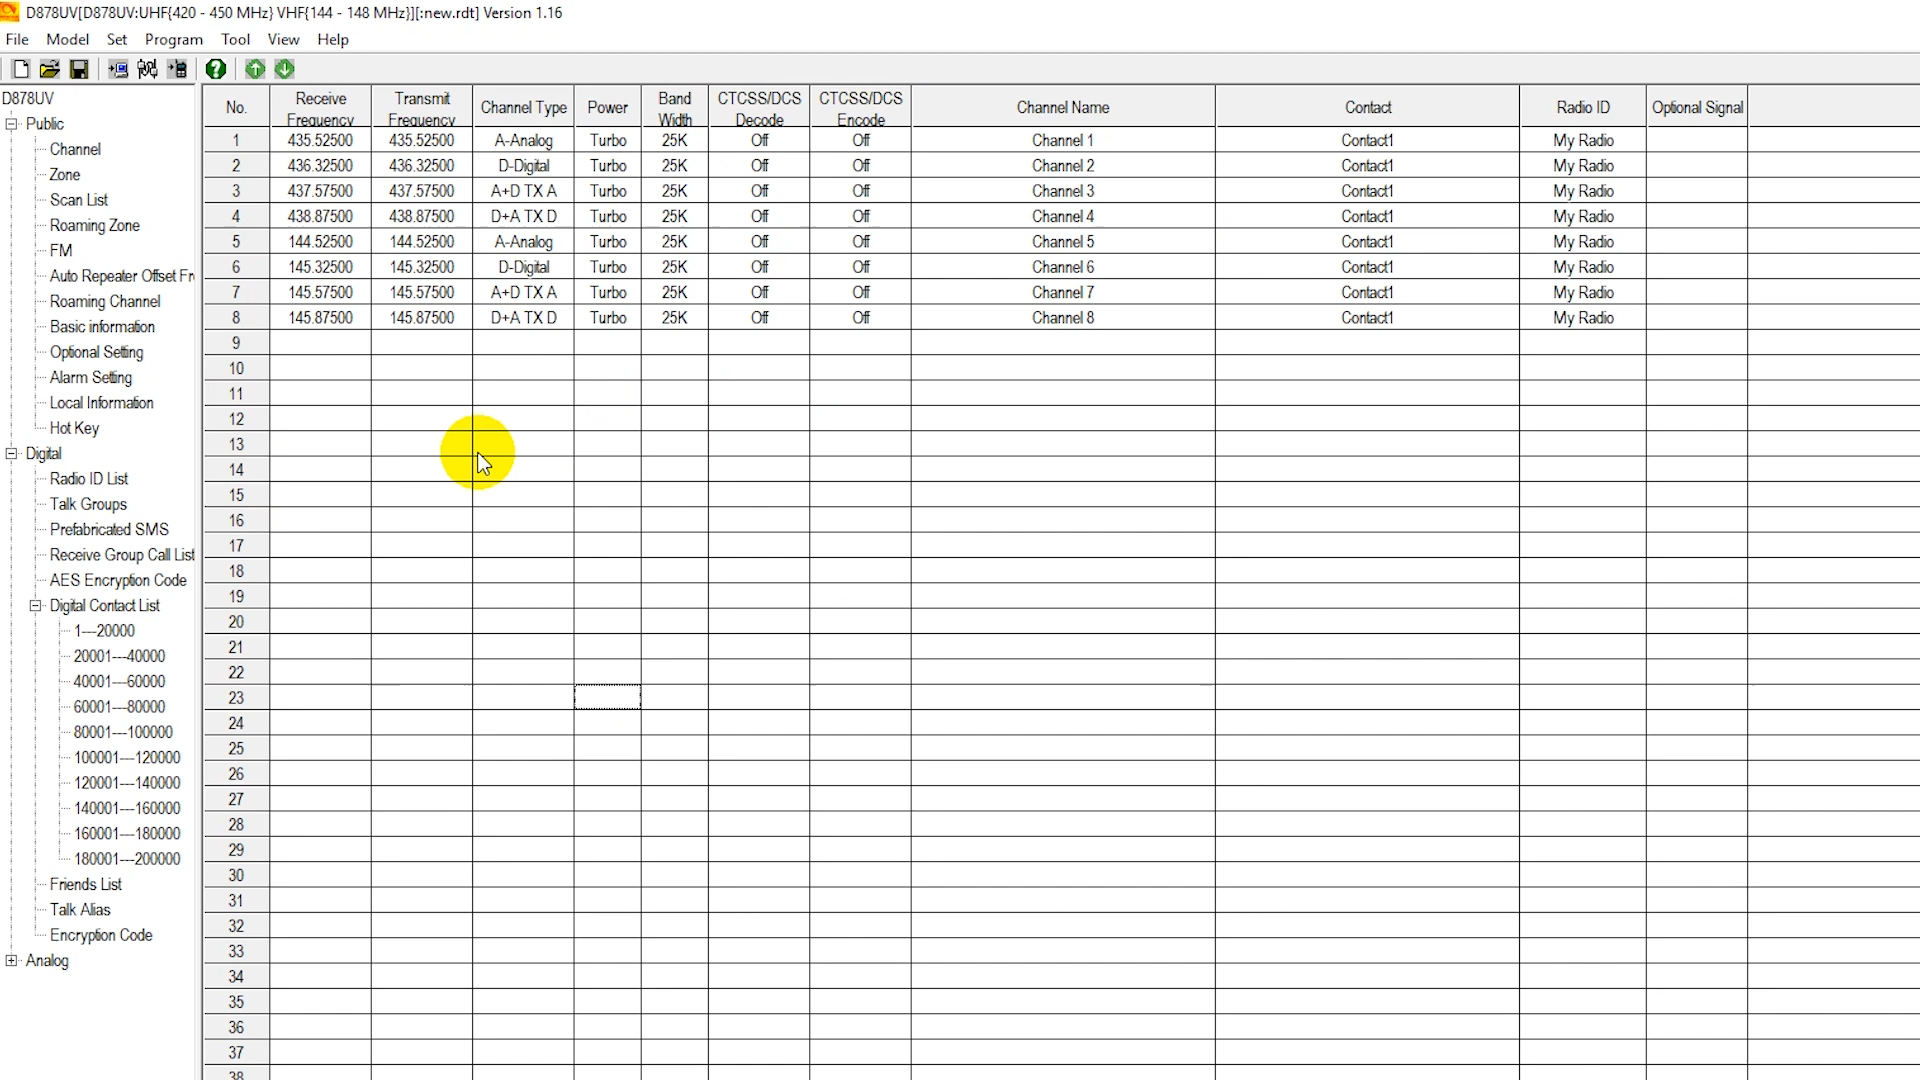 D878UV[D878UV:UHF{420 - 450 MHz} VHF{144 - 148 MHz}][:new.rdt] Version 1.16
File Model Set Program Tool View Help
D878UV
Public
Channel
Zone
Scan List
Roaming Zone
FM
Auto Repeater Offset Fr
Roaming Channel
Basic information
Optional Setting
Alarm Setting
Local Information
Hot Key
Digital
Radio ID List
Talk Groups
Prefabricated SMS
Receive Group Call List
AES Encryption Code
Digital Contact List
1---20000
20001---40000
40001---60000
60001---80000
80001---100000
100001---120000
120001---140000
140001---160000
160001---180000
180001---200000
Friends List
Talk Alias
Encryption Code
Analog
No. Receive Frequency Transmit Frequency Channel Type Power Band Width CTCSS/DCS Decode CTCSS/DCS Encode Channel Name Contact Radio ID Optional Signal
1 435.52500 435.52500 A-Analog Turbo 25K Off Off Channel 1 Contact1 My Radio
2 436.32500 436.32500 D-Digital Turbo 25K Off Off Channel 2 Contact1 My Radio
3 437.57500 437.57500 A+D TX A Turbo 25K Off Off Channel 3 Contact1 My Radio
4 438.87500 438.87500 D+A TX D Turbo 25K Off Off Channel 4 Contact1 My Radio
5 144.52500 144.52500 A-Analog Turbo 25K Off Off Channel 5 Contact1 My Radio
6 145.32500 145.32500 D-Digital Turbo 25K Off Off Channel 6 Contact1 My Radio
7 145.57500 145.57500 A+D TX A Turbo 25K Off Off Channel 7 Contact1 My Radio
8 145.87500 145.87500 D+A TX D Turbo 25K Off Off Channel 8 Contact1 My Radio
9
10
11
12
13
14
15
16
17
18
19
20
21
22
23
24
25
26
27
28
29
30
31
32
33
34
35
36
37
38